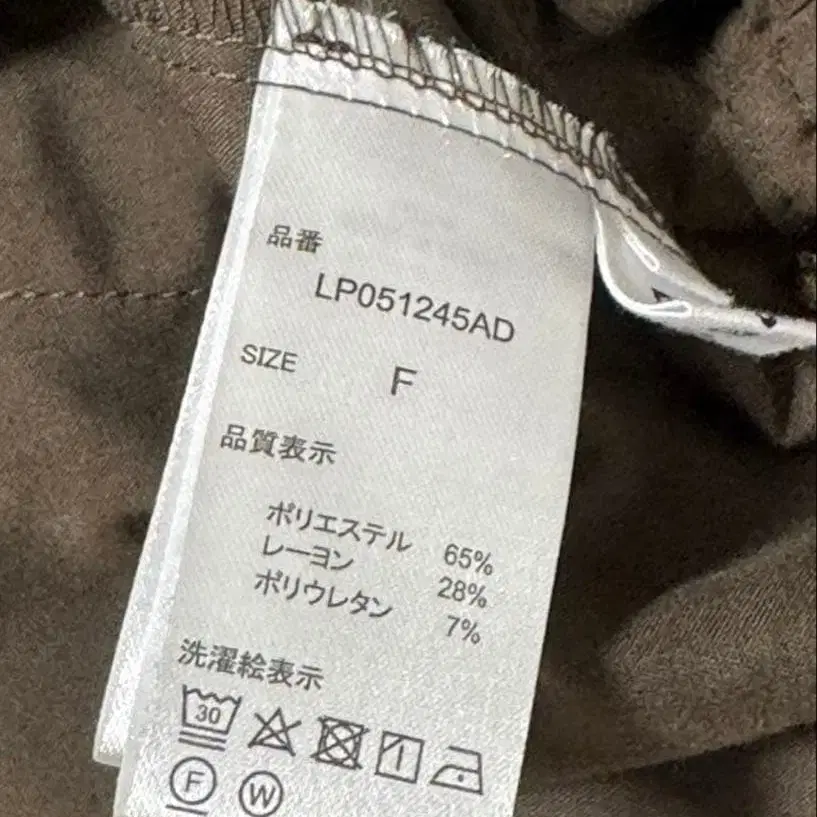 品番
LP051245AD
SIZE F
品質表示
ポリエステル 65%
レーヨン 28%
ポリウレタン 7%
洗濯絵表示
30
F W